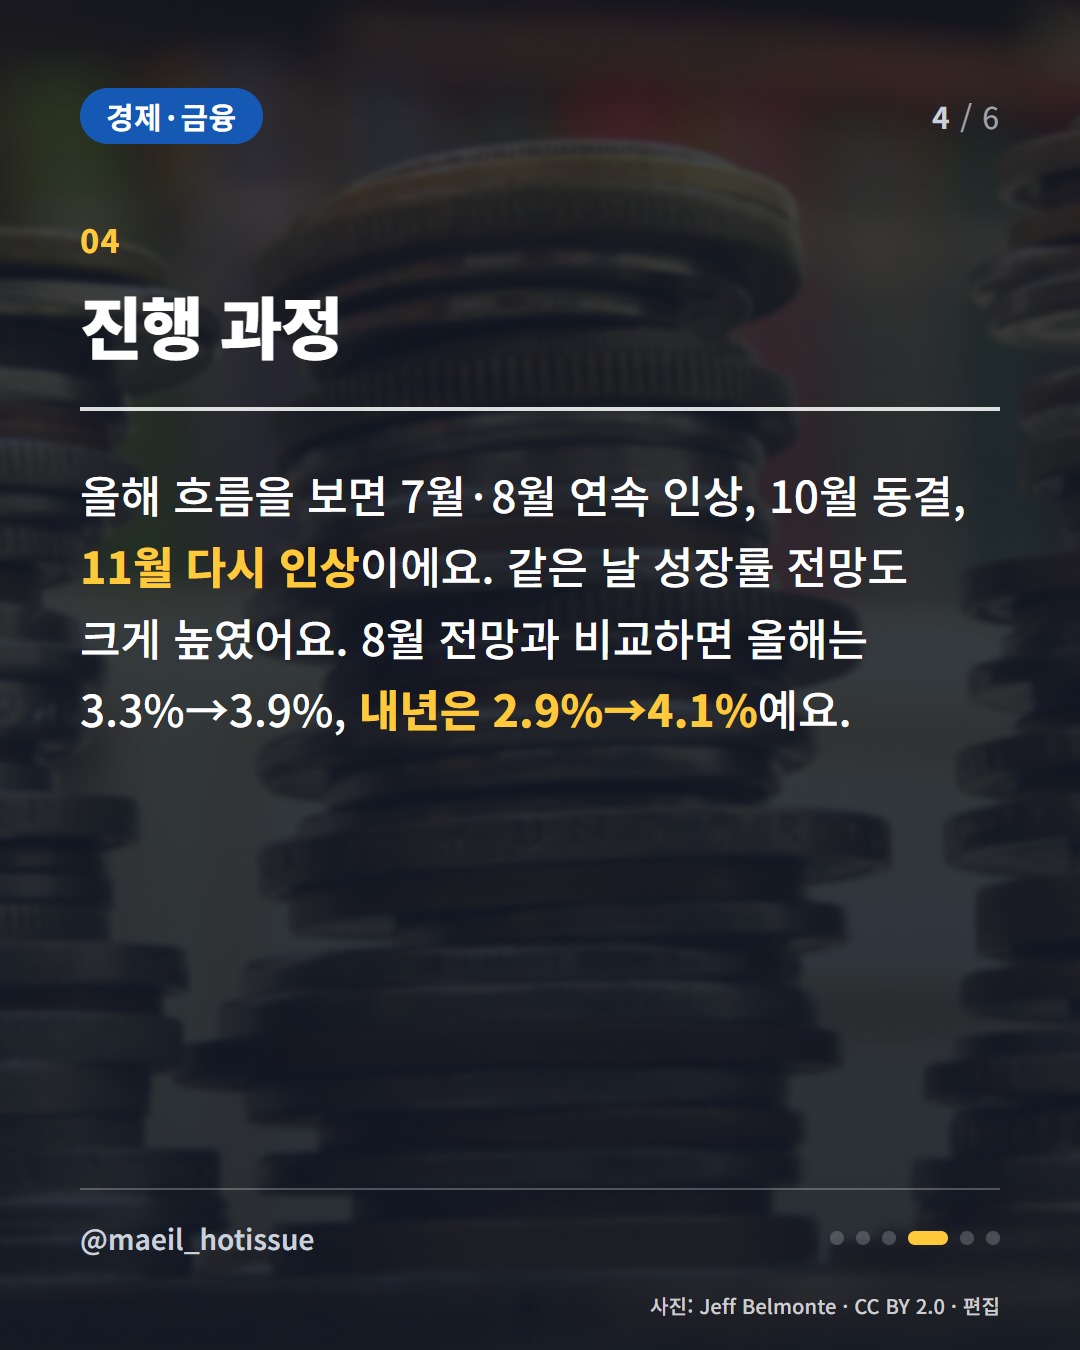 경제·금융
4 / 6
04
진행 과정
올해 흐름을 보면 7월·8월 연속 인상, 10월 동결,
11월 다시 인상이에요. 같은 날 성장률 전망도
크게 높였어요. 8월 전망과 비교하면 올해는
3.3%→3.9%, 내년은 2.9%→4.1%예요.
@maeil_hotissue
사진: Jeff Belmonte · CC BY 2.0 · 편집